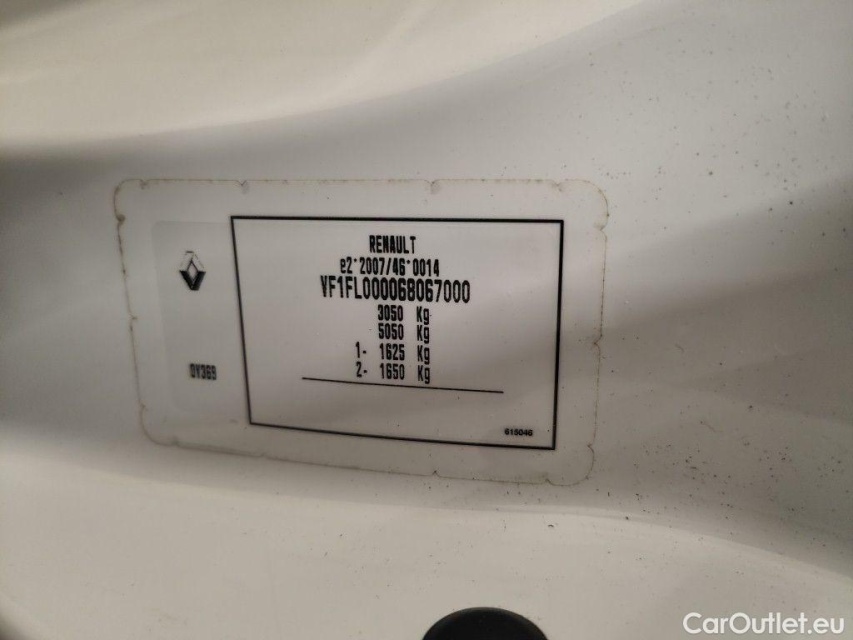 RENAULT
e2*2007/46*0014
VF1FL000068067000
3050 Kg
5050 Kg
1- 1625 Kg
2- 1650 Kg
DV369
615046
CarOutlet.eu